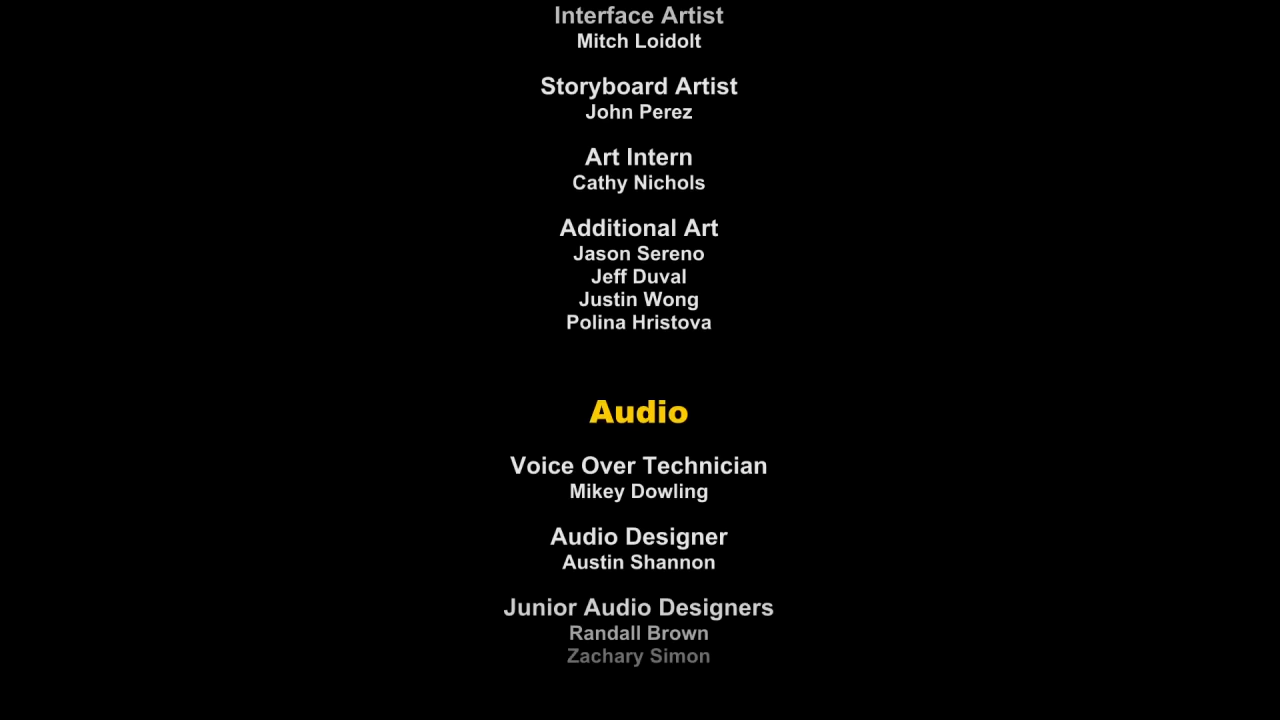 Interface Artist
Mitch Loidolt
Storyboard Artist
John Perez
Art Intern
Cathy Nichols
Additional Art
Jason Sereno
Jeff Duval
Justin Wong
Polina Hristova
Audio
Voice Over Technician
Mikey Dowling
Audio Designer
Austin Shannon
Junior Audio Designers
Randall Brown
Zachary Simon